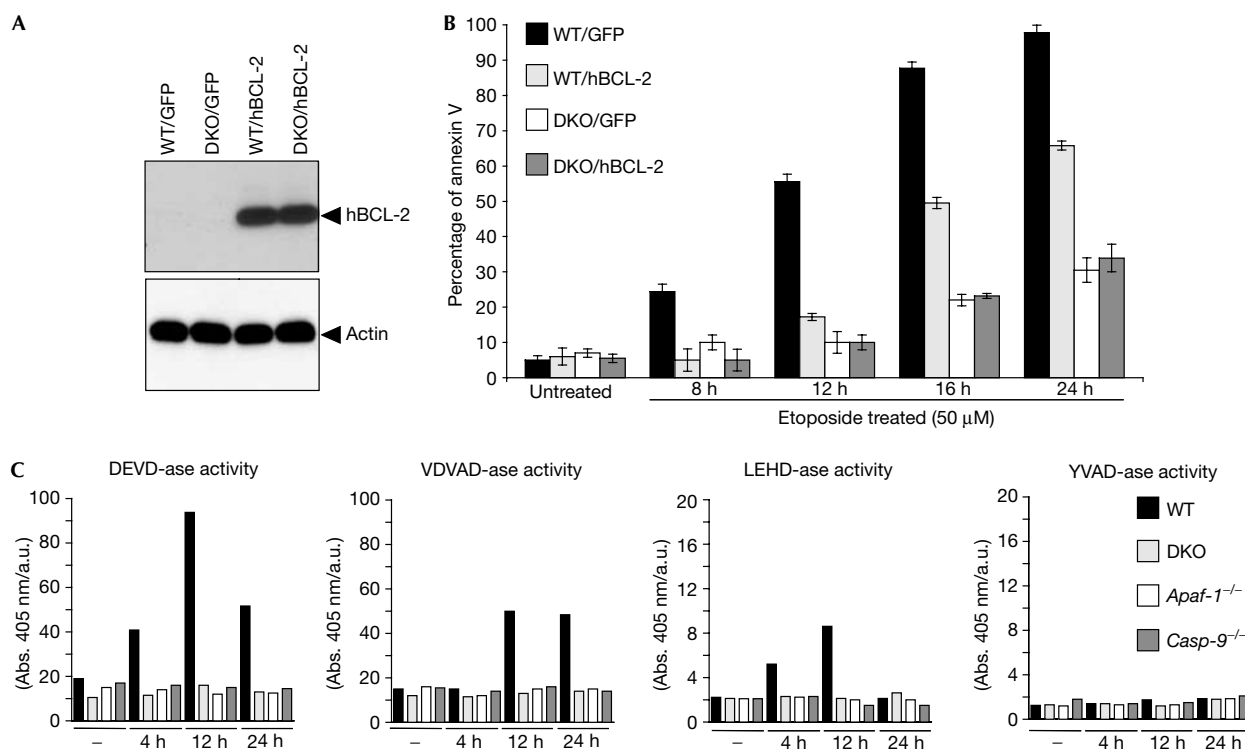 A
WT/GFP
DKO/GFP
WT/hBCL-2
DKO/hBCL-2
hBCL-2
Actin
B
Percentage of annexin V
100
90
80
70
60
50
40
30
20
10
0
WT/GFP
WT/hBCL-2
DKO/GFP
DKO/hBCL-2
Untreated
8 h
12 h
16 h
24 h
Etoposide treated (50 μM)
C
DEVD-ase activity
(Abs. 405 nm/a.u.)
100
80
60
40
20
0
–
4 h
12 h
24 h
VDVAD-ase activity
(Abs. 405 nm/a.u.)
100
80
60
40
20
0
–
4 h
12 h
24 h
LEHD-ase activity
(Abs. 405 nm/a.u.)
20
16
12
8
4
2
0
–
4 h
12 h
24 h
YVAD-ase activity
(Abs. 405 nm/a.u.)
20
16
12
8
4
2
0
–
4 h
12 h
24 h
WT
DKO
Apaf-1–/–
Casp-9–/–